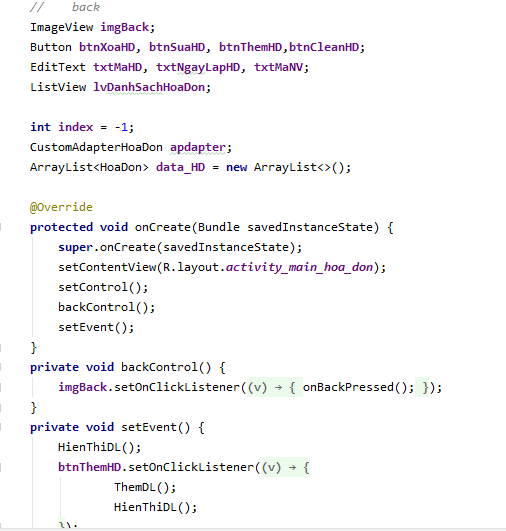 //    back
ImageView imgBack;
Button btnXoaHD, btnSuaHD, btnThemHD,btnCleanHD;
EditText txtMaHD, txtNgayLapHD, txtMaNV;
ListView lvDanhSachHoaDon;

int index = -1;
CustomAdapterHoaDon apdapter;
ArrayList<HoaDon> data_HD = new ArrayList<>();

@Override
protected void onCreate(Bundle savedInstanceState) {
    super.onCreate(savedInstanceState);
    setContentView(R.layout.activity_main_hoa_don);
    setControl();
    backControl();
    setEvent();
}
private void backControl() {
    imgBack.setOnClickListener((v) → { onBackPressed(); });
}
private void setEvent() {
    HienThiDL();
    btnThemHD.setOnClickListener((v) → {
            ThemDL();
            HienThiDL();
    });